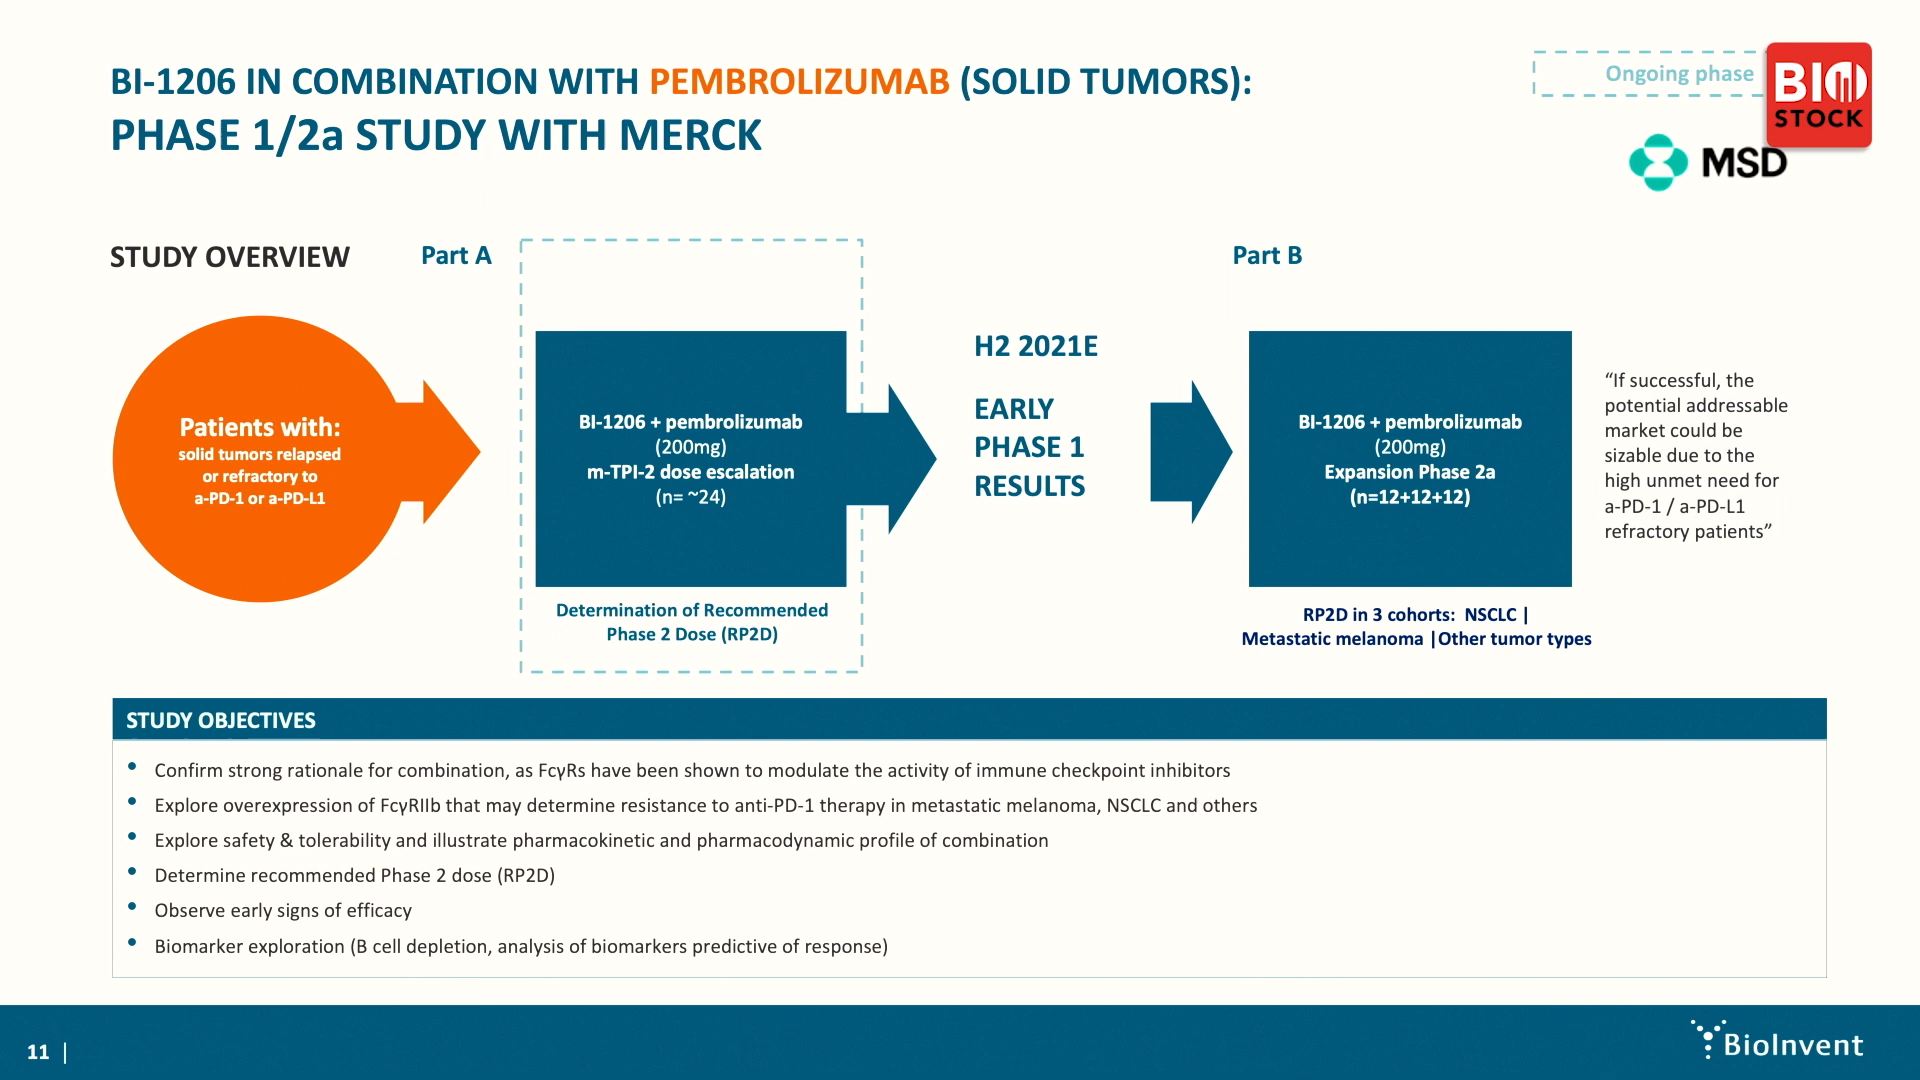 BI-1206 IN COMBINATION WITH PEMBROLIZUMAB (SOLID TUMORS):
PHASE 1/2a STUDY WITH MERCK
Ongoing phase
BIO
STOCK
MSD
STUDY OVERVIEW
Part A
Part B
Patients with:
solid tumors relapsed
or refractory to
a-PD-1 or a-PD-L1
BI-1206 + pembrolizumab
(200mg)
m-TPI-2 dose escalation
(n= ~24)
Determination of Recommended
Phase 2 Dose (RP2D)
H2 2021E
EARLY
PHASE 1
RESULTS
BI-1206 + pembrolizumab
(200mg)
Expansion Phase 2a
(n=12+12+12)
RP2D in 3 cohorts:  NSCLC |
Metastatic melanoma |Other tumor types
“If successful, the
potential addressable
market could be
sizable due to the
high unmet need for
a-PD-1 / a-PD-L1
refractory patients”
STUDY OBJECTIVES
• Confirm strong rationale for combination, as FcγRs have been shown to modulate the activity of immune checkpoint inhibitors
• Explore overexpression of FcγRIIb that may determine resistance to anti-PD-1 therapy in metastatic melanoma, NSCLC and others
• Explore safety & tolerability and illustrate pharmacokinetic and pharmacodynamic profile of combination
• Determine recommended Phase 2 dose (RP2D)
• Observe early signs of efficacy
• Biomarker exploration (B cell depletion, analysis of biomarkers predictive of response)
11 |
BioInvent